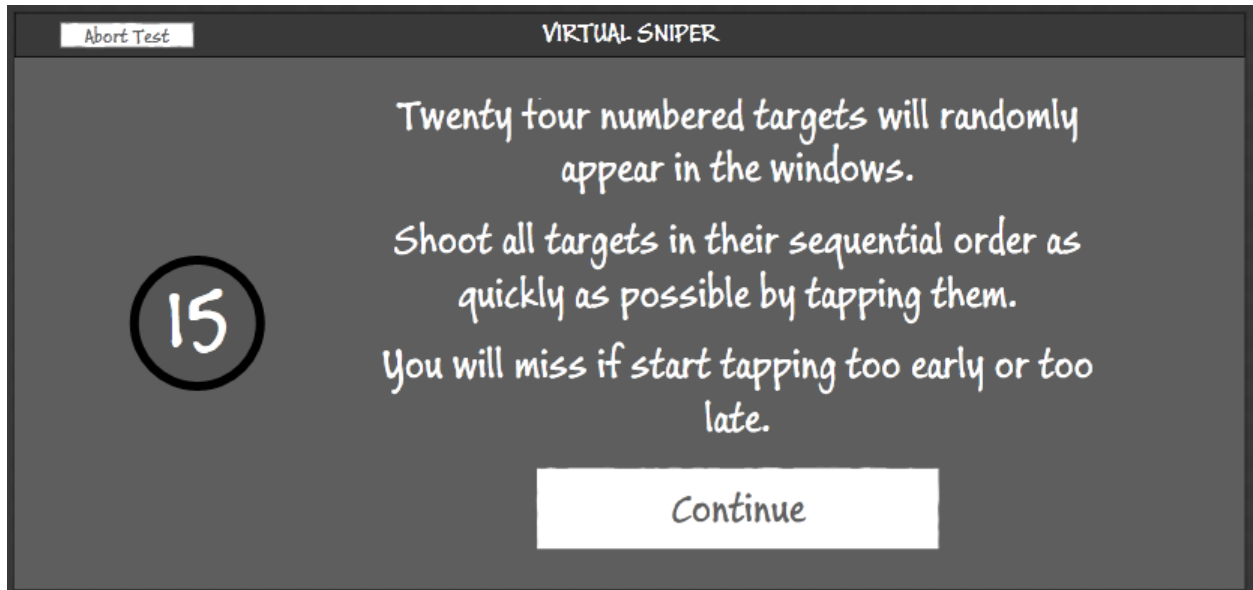 Abort Test
VIRTUAL SNIPER
Twenty four numbered targets will randomly
appear in the windows.
Shoot all targets in their sequential order as
quickly as possible by tapping them.
You will miss if start tapping too early or too
late.
15
Continue